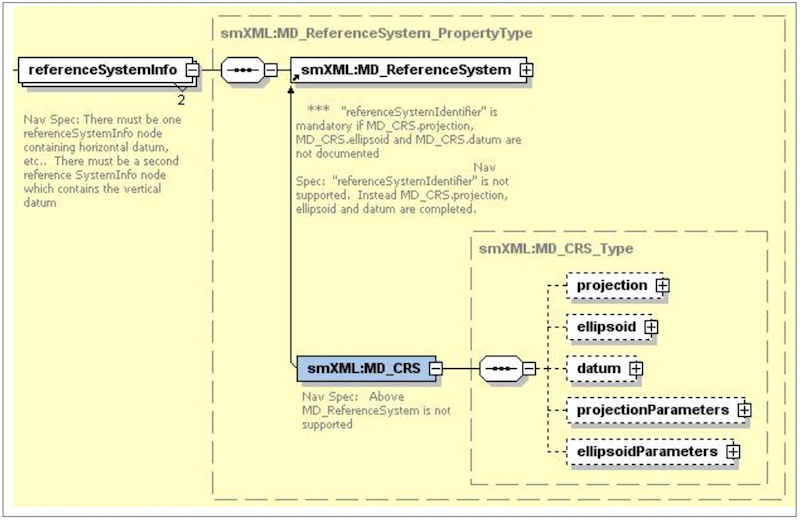 smXML:MD_ReferenceSystem_PropertyType
referenceSystemInfo
2
Nav Spec: There must be one
referenceSystemInfo node
containing horizontal datum,
etc.. There must be a second
reference SystemInfo node
which contains the vertical
datum
smXML:MD_ReferenceSystem
*** "referenceSystemIdentifier" is
mandatory if MD_CRS.projection,
MD_CRS.ellipsoid and MD_CRS.datum are
not documented
Nav
Spec: "referenceSystemIdentifier" is not
supported. Instead MD_CRS.projection,
ellipsoid and datum are completed.
smXML:MD_CRS_Type
projection
ellipsoid
smXML:MD_CRS
datum
Nav Spec: Above
MD_ReferenceSystem is not
supported
projectionParameters
ellipsoidParameters